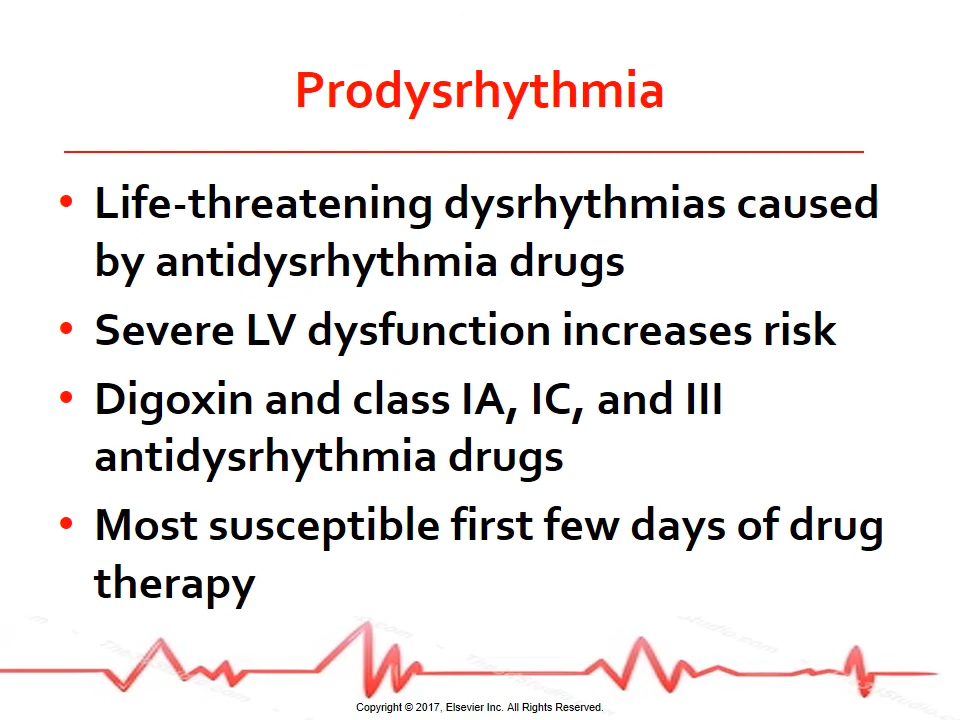 Prodysrhythmia
• Life-threatening dysrhythmias caused
by antidysrhythmia drugs
• Severe LV dysfunction increases risk
• Digoxin and class IA, IC, and III
antidysrhythmia drugs
• Most susceptible first few days of drug
therapy
Copyright © 2017, Elsevier Inc. All Rights Reserved.